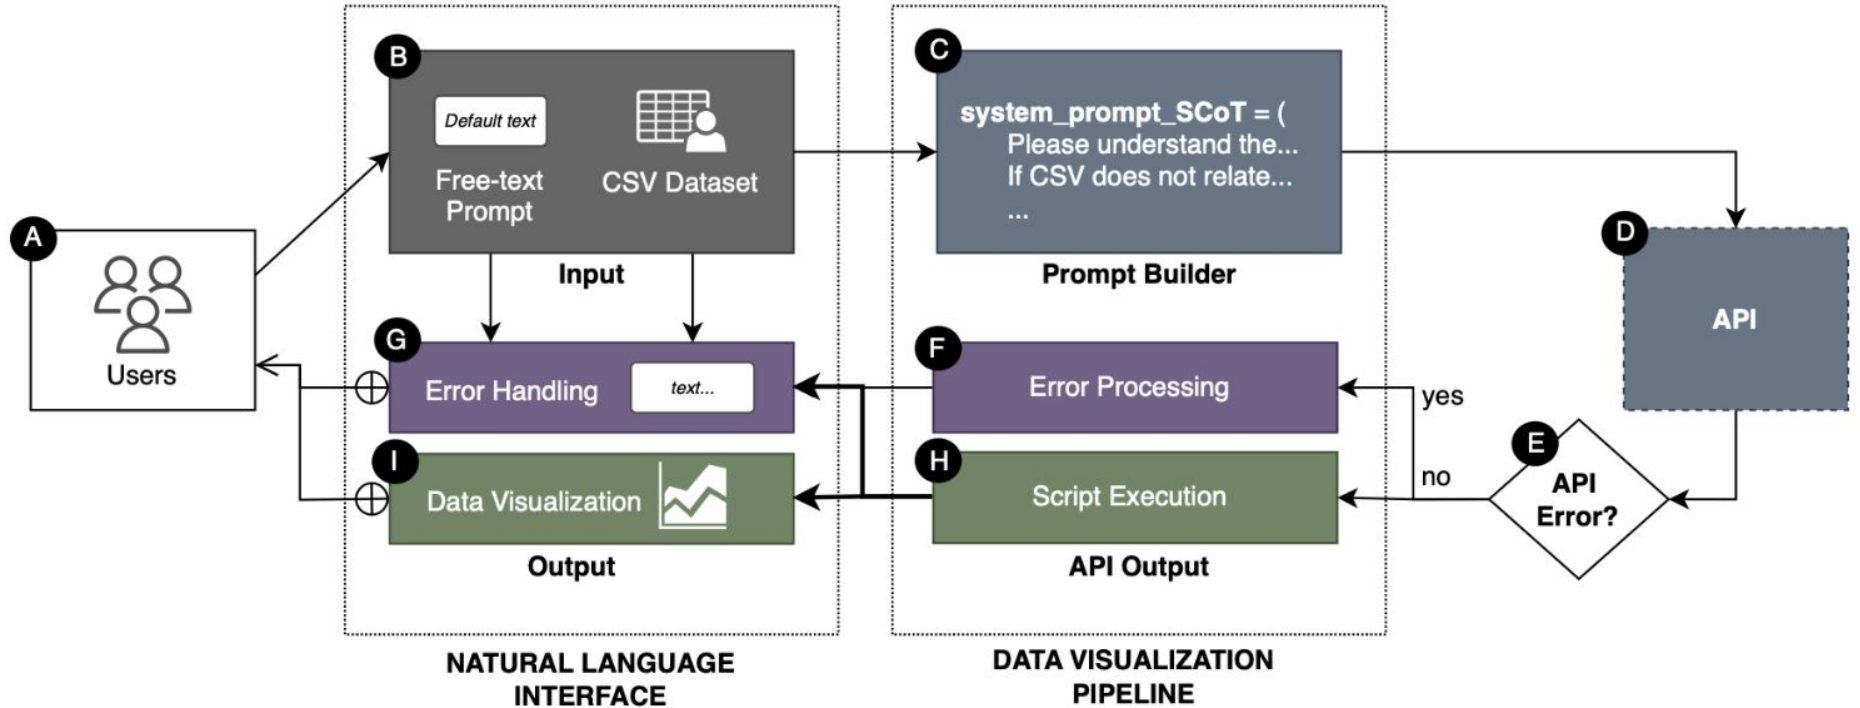 A
Users
B
Default text
Free-text
Prompt
CSV Dataset
Input
G
Error Handling
text...
I
Data Visualization
Output
NATURAL LANGUAGE
INTERFACE
C
system_prompt_SCoT = (
Please understand the...
If CSV does not relate...
...
Prompt Builder
F
Error Processing
H
Script Execution
API Output
DATA VISUALIZATION
PIPELINE
D
API
E
API
Error?
yes
no